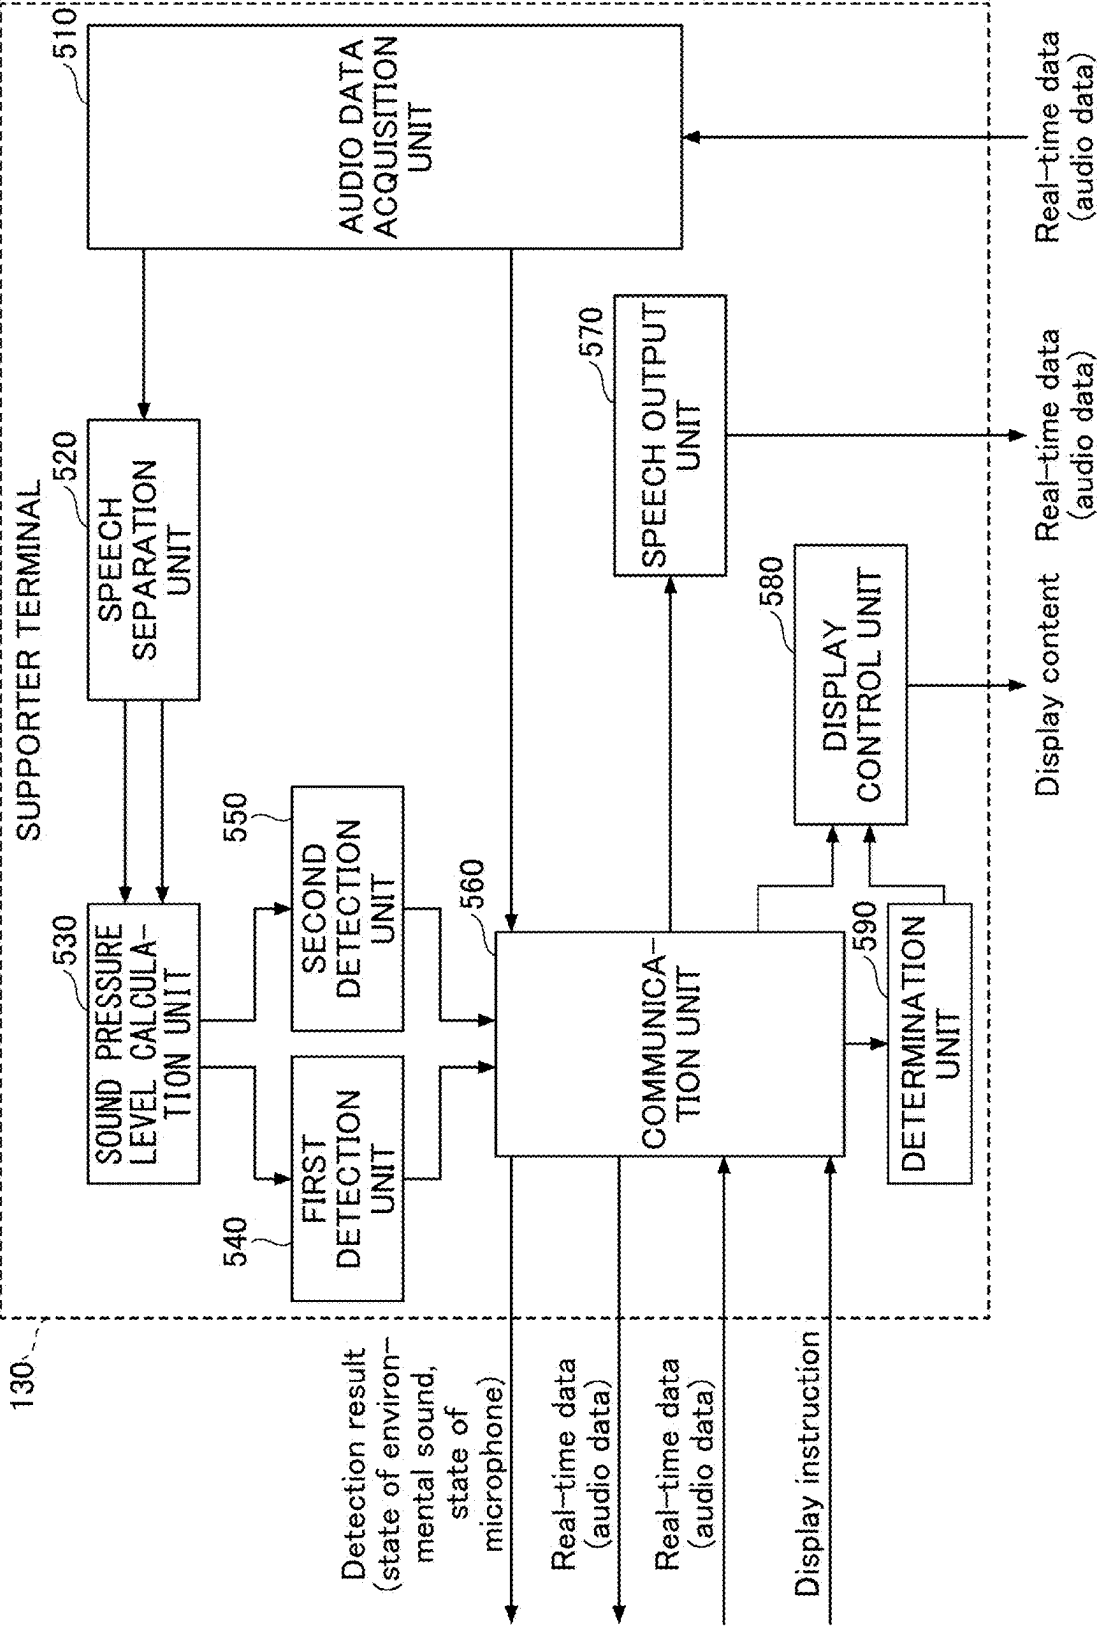 130
SUPPORTER TERMINAL
530
SOUND PRESSURE
LEVEL CALCULA-
TION UNIT
520
SPEECH
SEPARATION
UNIT
510
AUDIO DATA
ACQUISITION
UNIT
540
FIRST
DETECTION
UNIT
550
SECOND
DETECTION
UNIT
Detection result
(state of environ-
mental sound,
state of
microphone)
Real-time data
(audio data)
Real-time data
(audio data)
Display instruction
560
COMMUNICA-
TION UNIT
570
SPEECH OUTPUT
UNIT
580
DISPLAY
CONTROL UNIT
590
DETERMINATION
UNIT
Display content
Real-time data
(audio data)
Real-time data
(audio data)